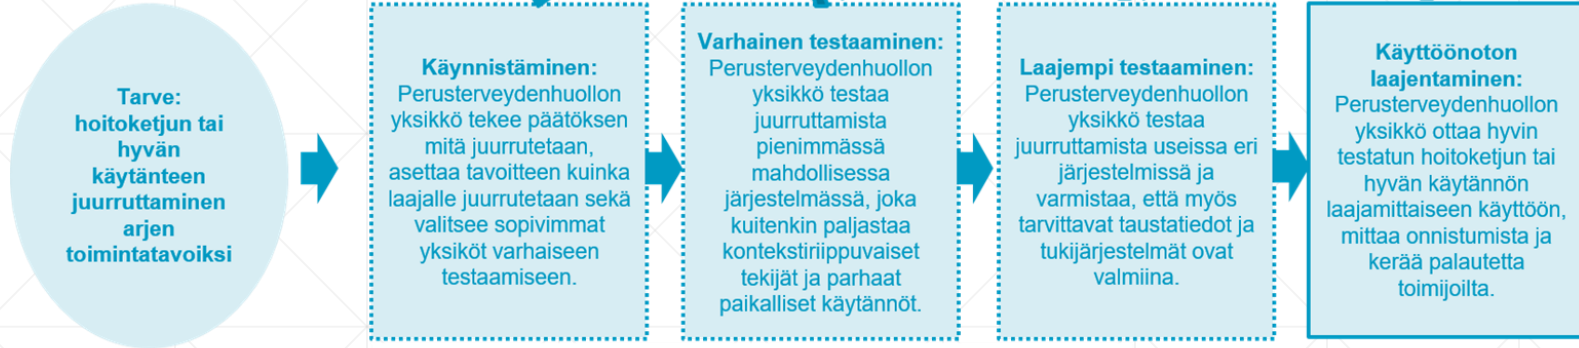 Tarve:
hoitoketjun tai
hyvän
käytänteen
juurruttaminen
arjen
toimintatavoiksi
Käynnistäminen:
Perusterveydenhuollon
yksikkö tekee päätöksen
mitä juurrutetaan,
asettaa tavoitteen kuinka
laajalle juurrutetaan sekä
valitsee sopivimmat
yksiköt varhaiseen
testaamiseen.
Varhainen testaaminen:
Perusterveydenhuollon
yksikkö testaa
juurruttamista
pienimmässä
mahdollisessa
järjestelmässä, joka
kuitenkin paljastaa
kontekstiriippuvaiset
tekijät ja parhaat
paikalliset käytännöt.
Laajempi testaaminen:
Perusterveydenhuollon
yksikkö testaa
juurruttamista useissa eri
järjestelmissä ja
varmistaa, että myös
tarvittavat taustatiedot ja
tukijärjestelmät ovat
valmiina.
Käyttöönoton
laajentaminen:
Perusterveydenhuollon
yksikkö ottaa hyvin
testatun hoitoketjun tai
hyvän käytännön
laajamittaiseen käyttöön,
mittaa onnistumista ja
kerää palautetta
toimijoilta.